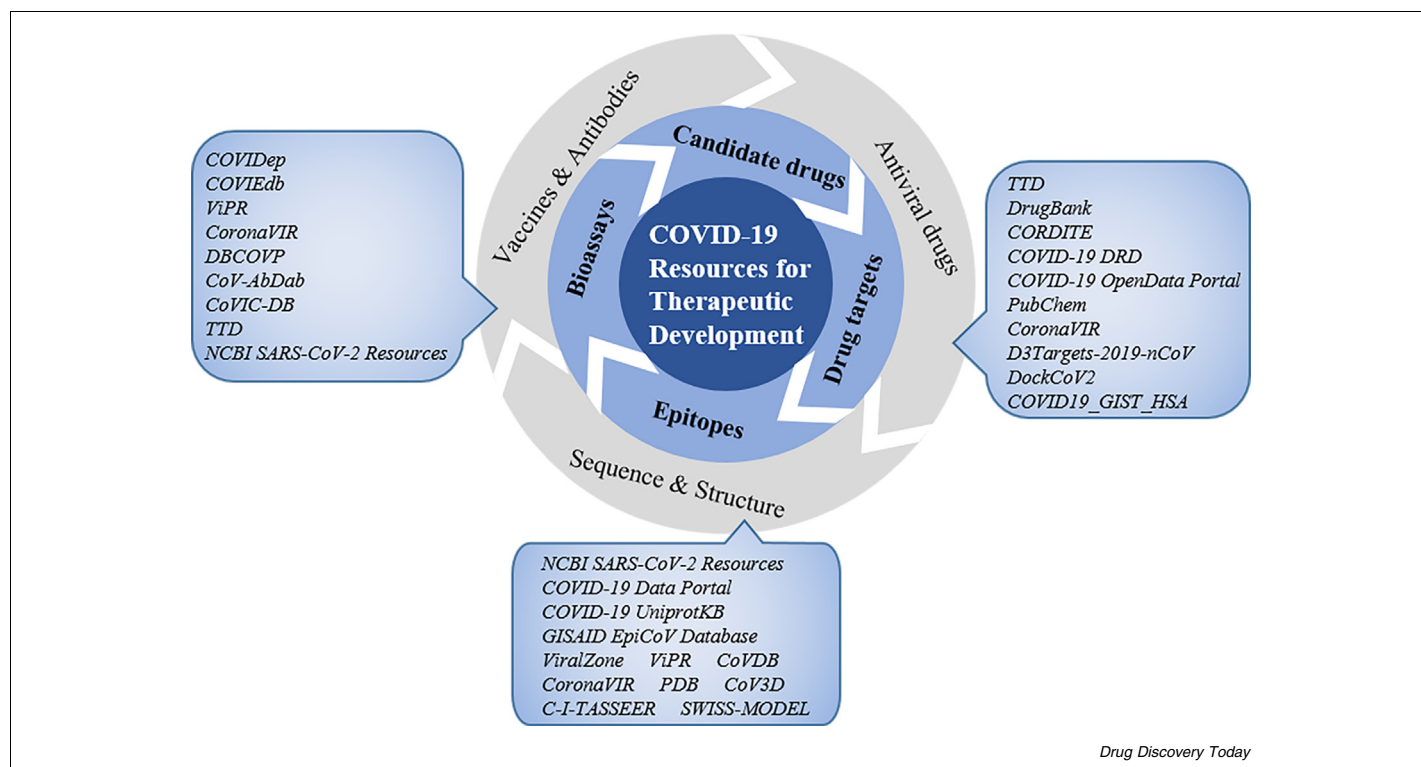 Vaccines & Antibodies
Antiviral drugs
Sequence & Structure
Candidate drugs
Drug targets
Epitopes
Bioassays
COVID-19
Resources for
Therapeutic
Development
COVIDep
COVIEdb
ViPR
CoronaVIR
DBCOVP
CoV-AbDab
CoVIC-DB
TTD
NCBI SARS-CoV-2 Resources
TTD
DrugBank
CORDITE
COVID-19 DRD
COVID-19 OpenData Portal
PubChem
CoronaVIR
D3Targets-2019-nCoV
DockCoV2
COVID19_GIST_HSA
NCBI SARS-CoV-2 Resources
COVID-19 Data Portal
COVID-19 UniprotKB
GISAID EpiCoV Database
ViralZone ViPR CoVDB
CoronaVIR PDB CoV3D
C-I-TASSEER SWISS-MODEL
Drug Discovery Today